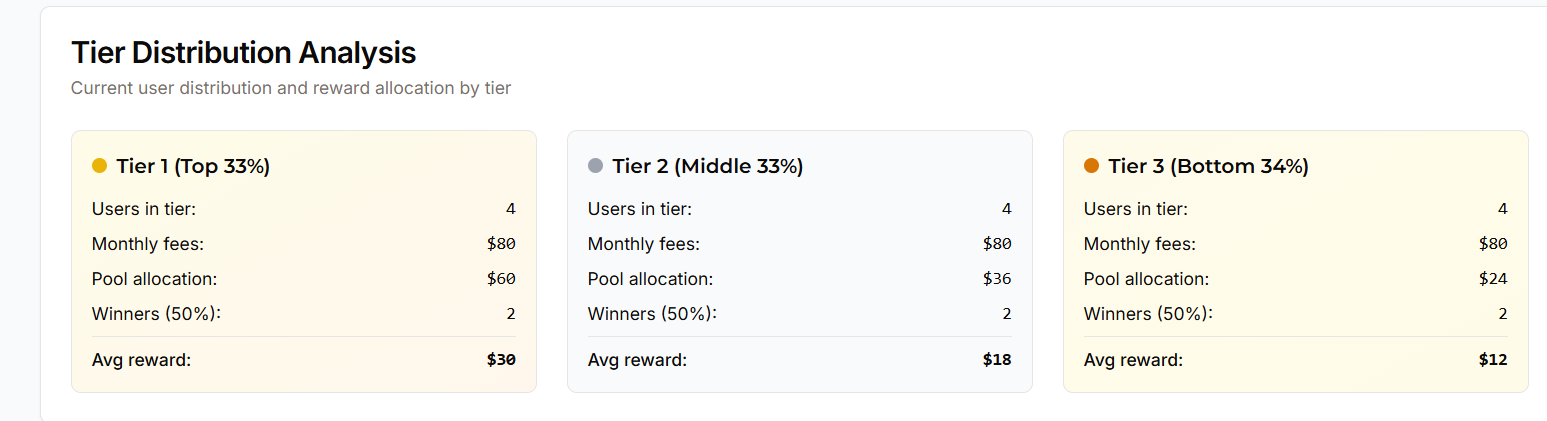 Tier Distribution Analysis
Current user distribution and reward allocation by tier
Tier 1 (Top 33%)
Users in tier: 4
Monthly fees: $80
Pool allocation: $60
Winners (50%): 2
Avg reward: $30
Tier 2 (Middle 33%)
Users in tier: 4
Monthly fees: $80
Pool allocation: $36
Winners (50%): 2
Avg reward: $18
Tier 3 (Bottom 34%)
Users in tier: 4
Monthly fees: $80
Pool allocation: $24
Winners (50%): 2
Avg reward: $12